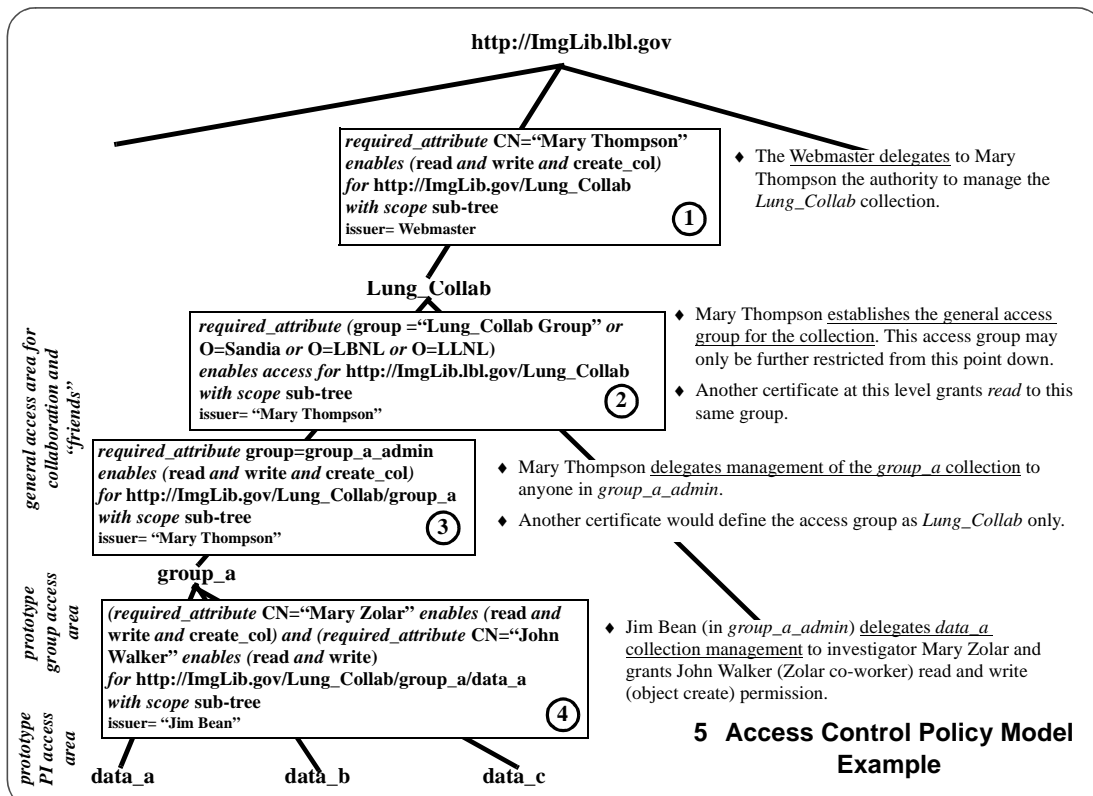 http://ImgLib.lbl.gov
required_attribute CN=“Mary Thompson”
enables (read and write and create_col)
for http://ImgLib.gov/Lung_Collab
with scope sub-tree
issuer= Webmaster
1
♦ The Webmaster delegates to Mary
Thompson the authority to manage the
Lung_Collab collection.
Lung_Collab
general access area for
collaboration and
“friends”
required_attribute (group =“Lung_Collab Group” or
O=Sandia or O=LBNL or O=LLNL)
enables access for http://ImgLib.lbl.gov/Lung_Collab
with scope sub-tree
issuer= “Mary Thompson”
2
♦ Mary Thompson establishes the general access
group for the collection. This access group may
only be further restricted from this point down.
♦ Another certificate at this level grants read to this
same group.
required_attribute group=group_a_admin
enables (read and write and create_col)
for http://ImgLib.gov/Lung_Collab/group_a
with scope sub-tree
issuer= “Mary Thompson”
3
♦ Mary Thompson delegates management of the group_a collection to
anyone in group_a_admin.
♦ Another certificate would define the access group as Lung_Collab only.
group_a
prototype
group access
area
(required_attribute CN=“Mary Zolar” enables (read and
write and create_col) and (required_attribute CN=“John
Walker” enables (read and write)
for http://ImgLib.gov/Lung_Collab/group_a/data_a
with scope sub-tree
issuer= “Jim Bean”
4
♦ Jim Bean (in group_a_admin) delegates data_a
collection management to investigator Mary Zolar and
grants John Walker (Zolar co-worker) read and write
(object create) permission.
prototype
PI access
area
data_a
data_b
data_c
5 Access Control Policy Model
Example